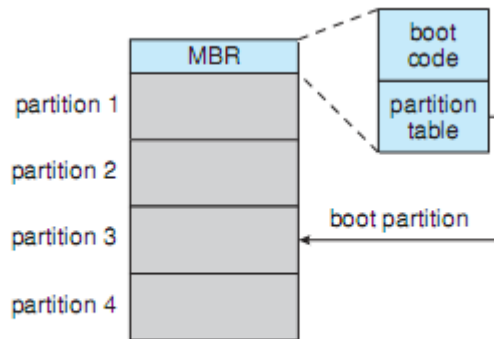 MBR
boot
code
partition
table
partition 1
partition 2
partition 3
boot partition
partition 4